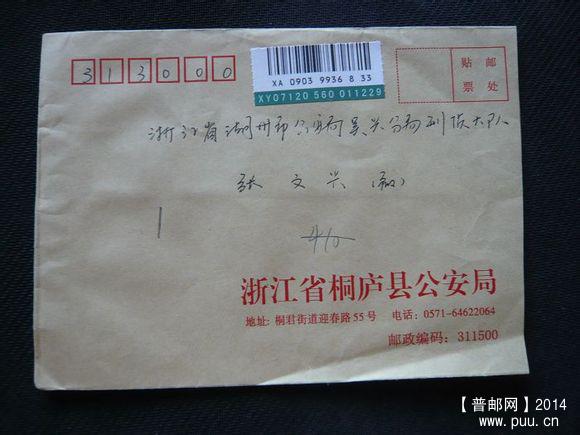 313000
XA 0903 9936 8 33
XY07120 560 011229
贴 邮
票 处
浙江省湖州市公安局吴兴分局刑侦大队
张文兴(收)
浙江省桐庐县公安局
地址: 桐君街道迎春路55号 电话: 0571-64622064
邮政编码: 311500
【普邮网】2014
www.puu.cn